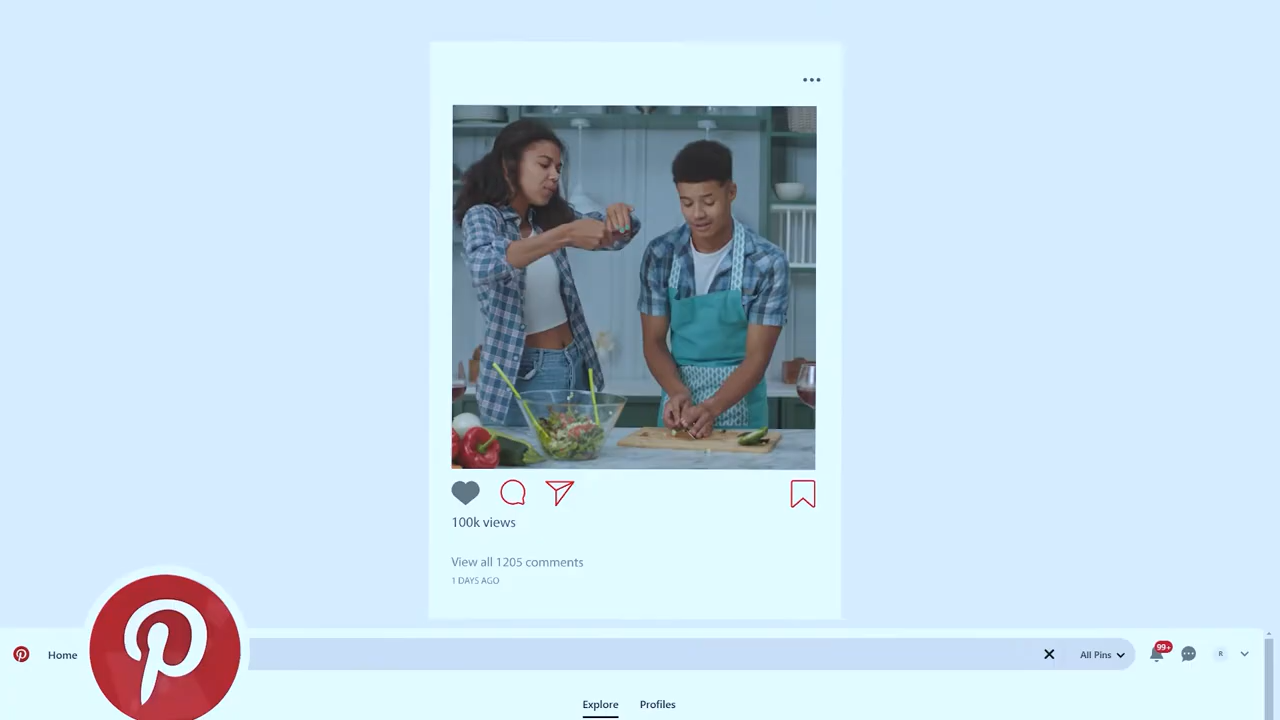 100k views
View all 1205 comments
1 DAYS AGO
Home
All Pins
99+
R
Explore
Profiles